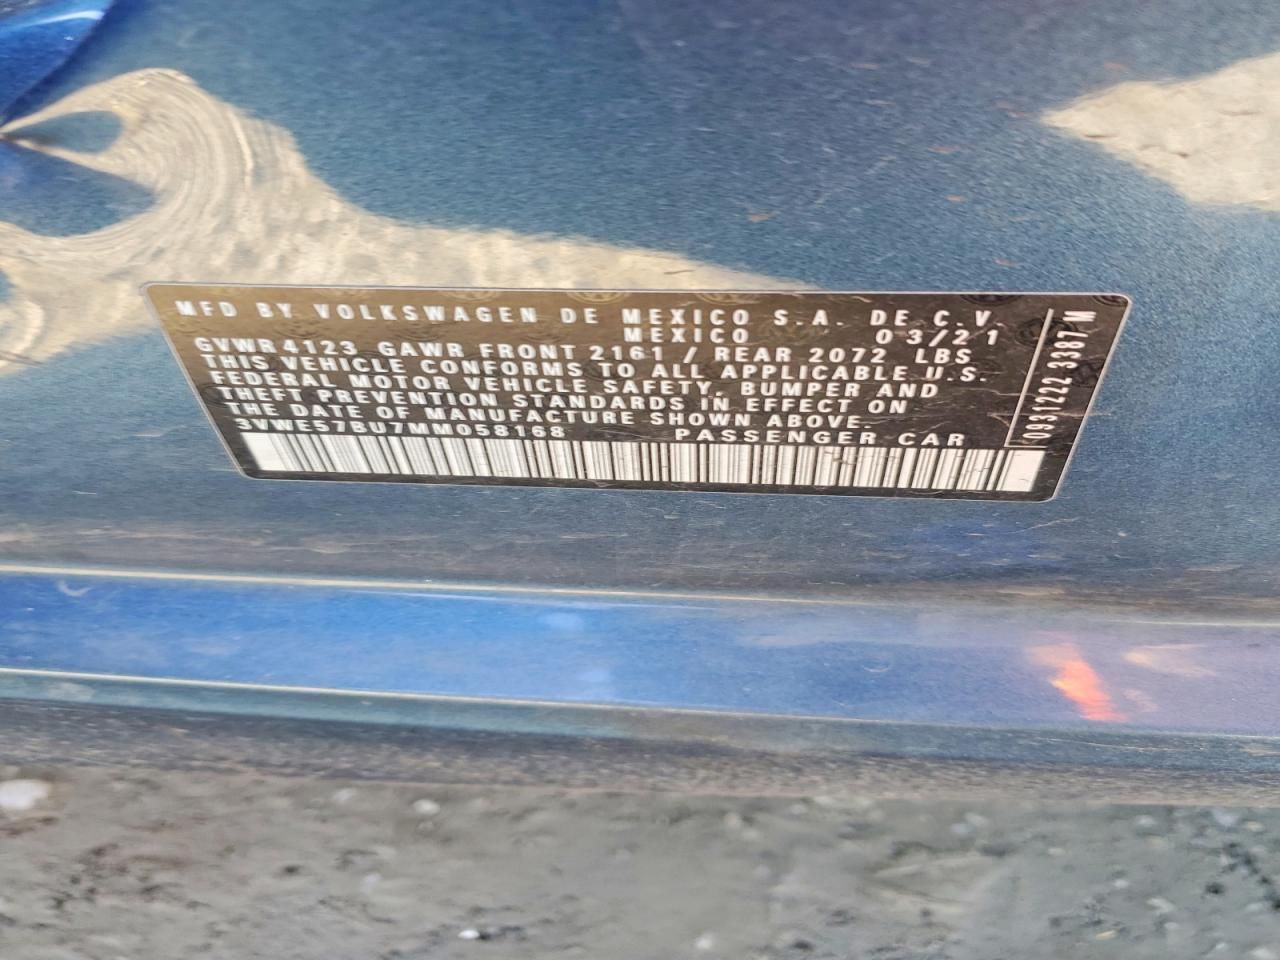 MFD BY VOLKSWAGEN DE MEXICO S.A. DE C.V.
MEXICO 03/21
GVWR 4123 GAWR FRONT 2161 / REAR 2072 LBS
THIS VEHICLE CONFORMS TO ALL APPLICABLE U.S.
FEDERAL MOTOR VEHICLE SAFETY, BUMPER AND
THEFT PREVENTION STANDARDS IN EFFECT ON
THE DATE OF MANUFACTURE SHOWN ABOVE.
3VWE57BU7MM058168 PASSENGER CAR
0931222 3387 M